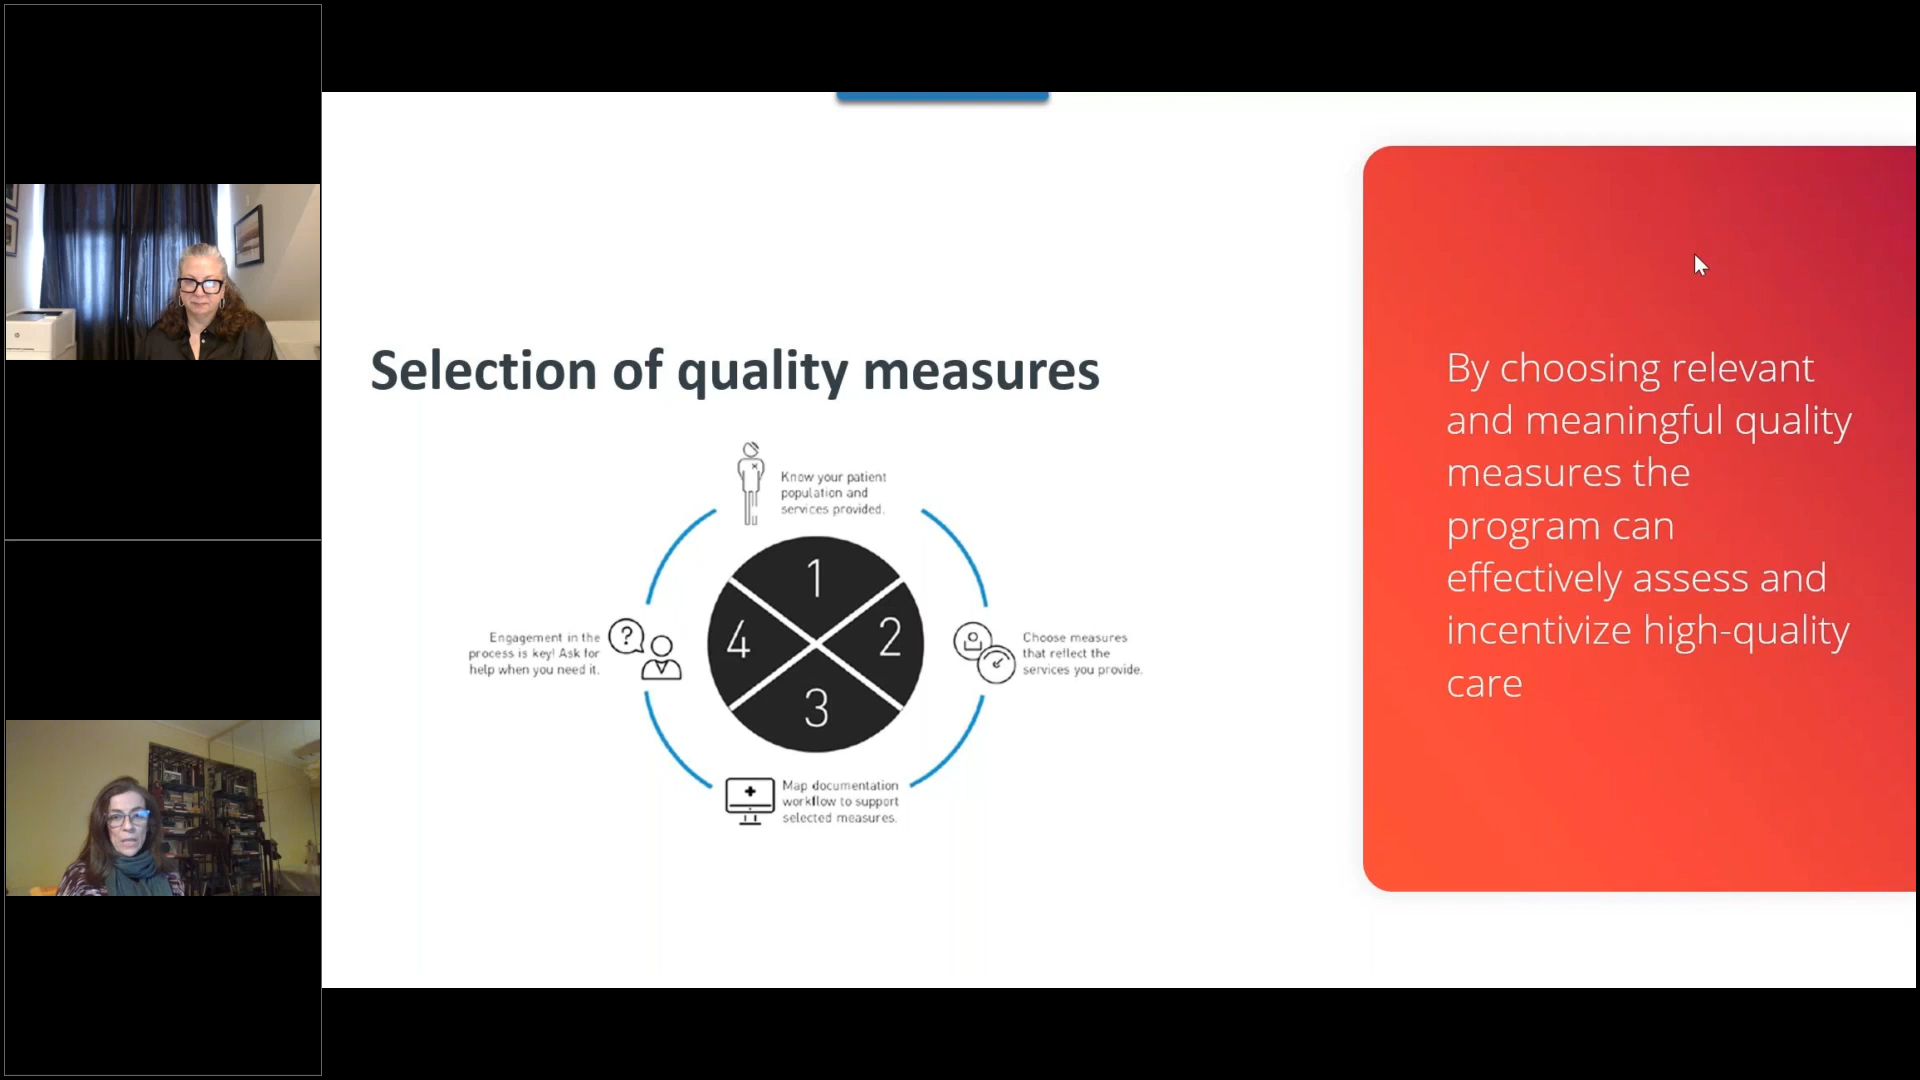 Selection of quality measures
Know your patient
population and
services provided.
1
2
3
4
Choose measures
that reflect the
services you provide.
Map documentation
workflow to support
selected measures.
Engagement in the
process is key! Ask for
help when you need it.
?
By choosing relevant
and meaningful quality
measures the
program can
effectively assess and
incentivize high-quality
care